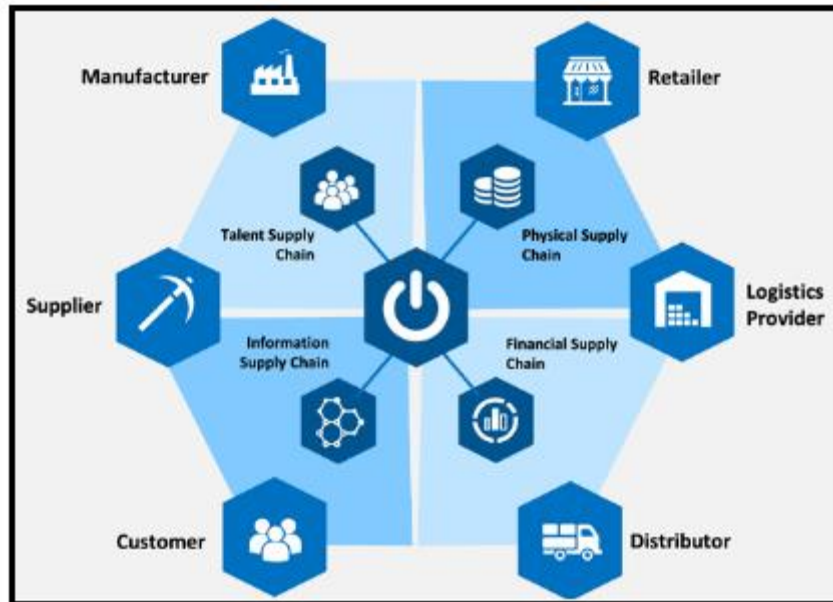 Manufacturer
Retailer
Talent Supply
Chain
Physical Supply
Chain
Supplier
Logistics
Provider
Information
Supply Chain
Financial Supply
Chain
Customer
Distributor